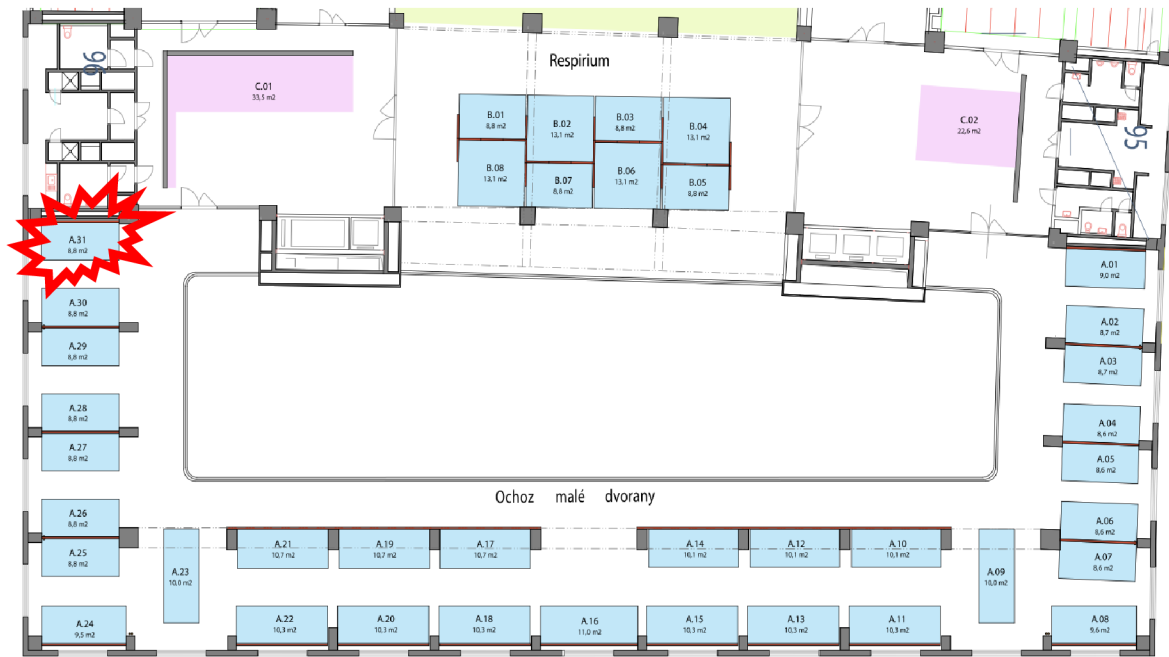 96
C.01
33,5 m2
Respirium
B.01
8,8 m2
B.02
13,1 m2
B.03
8,8 m2
B.04
13,1 m2
B.08
13,1 m2
B.07
8,8 m2
B.06
13,1 m2
B.05
8,8 m2
C.02
22,6 m2
95
A.31
8,8 m2
A.30
8,8 m2
A.29
8,8 m2
A.28
8,8 m2
A.27
8,8 m2
A.26
8,8 m2
A.25
8,8 m2
A.24
9,5 m2
A.01
9,0 m2
A.02
8,7 m2
A.03
8,7 m2
A.04
8,6 m2
A.05
8,6 m2
A.06
8,6 m2
A.07
8,6 m2
A.08
9,6 m2
Ochoz malé dvorany
A.23
10,0 m2
A.21
10,7 m2
A.19
10,7 m2
A.17
10,7 m2
A.14
10,1 m2
A.12
10,1 m2
A.10
10,1 m2
A.09
10,0 m2
A.22
10,3 m2
A.20
10,3 m2
A.18
10,3 m2
A.16
11,0 m2
A.15
10,3 m2
A.13
10,3 m2
A.11
10,3 m2